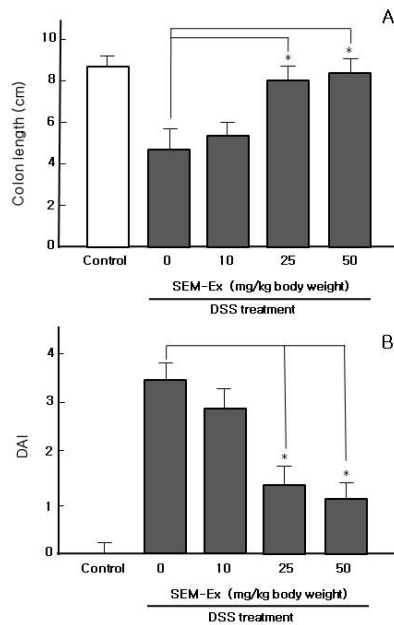 A
Colon length (cm)
10
8
6
4
2
0
* *
Control 0 10 25 50
SEM-Ex (mg/kg body weight)
DSS treatment
B
DAI
4
3
2
1
0
* *
Control 0 10 25 50
SEM-Ex (mg/kg body weight)
DSS treatment